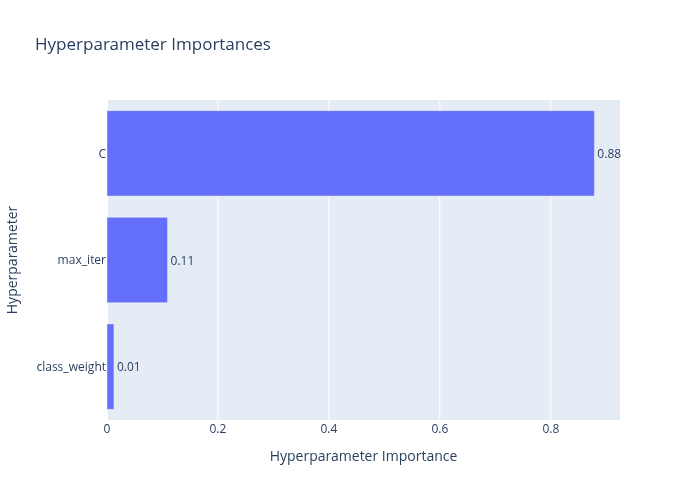 Hyperparameter Importances
Hyperparameter
C
0.88
max_iter
0.11
class_weight
0.01
0
0.2
0.4
0.6
0.8
Hyperparameter Importance